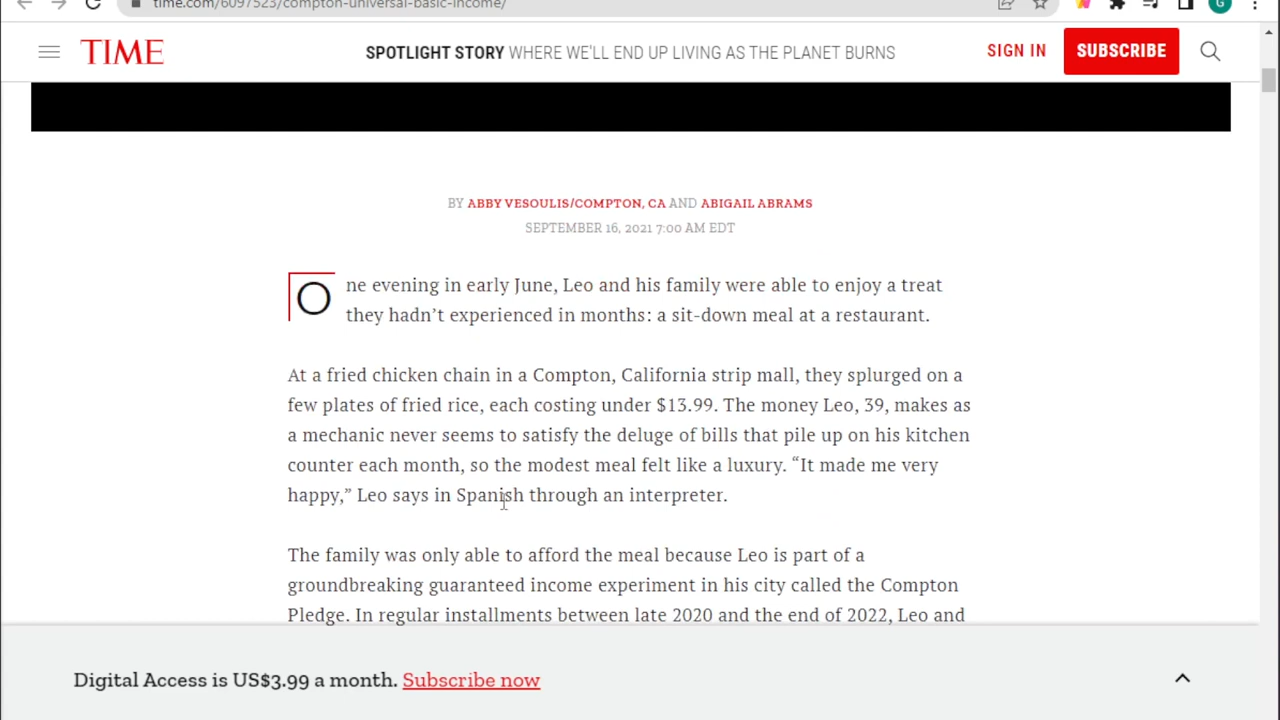 time.com/6097523/compton-universal-basic-income/
G
TIME
SPOTLIGHT STORY WHERE WE'LL END UP LIVING AS THE PLANET BURNS
SIGN IN
SUBSCRIBE
BY ABBY VESOULIS/COMPTON, CA AND ABIGAIL ABRAMS
SEPTEMBER 16, 2021 7:00 AM EDT
One evening in early June, Leo and his family were able to enjoy a treat
they hadn’t experienced in months: a sit-down meal at a restaurant.
At a fried chicken chain in a Compton, California strip mall, they splurged on a
few plates of fried rice, each costing under $13.99. The money Leo, 39, makes as
a mechanic never seems to satisfy the deluge of bills that pile up on his kitchen
counter each month, so the modest meal felt like a luxury. “It made me very
happy,” Leo says in Spanish through an interpreter.
The family was only able to afford the meal because Leo is part of a
groundbreaking guaranteed income experiment in his city called the Compton
Pledge. In regular installments between late 2020 and the end of 2022, Leo and
Digital Access is US$3.99 a month. Subscribe now